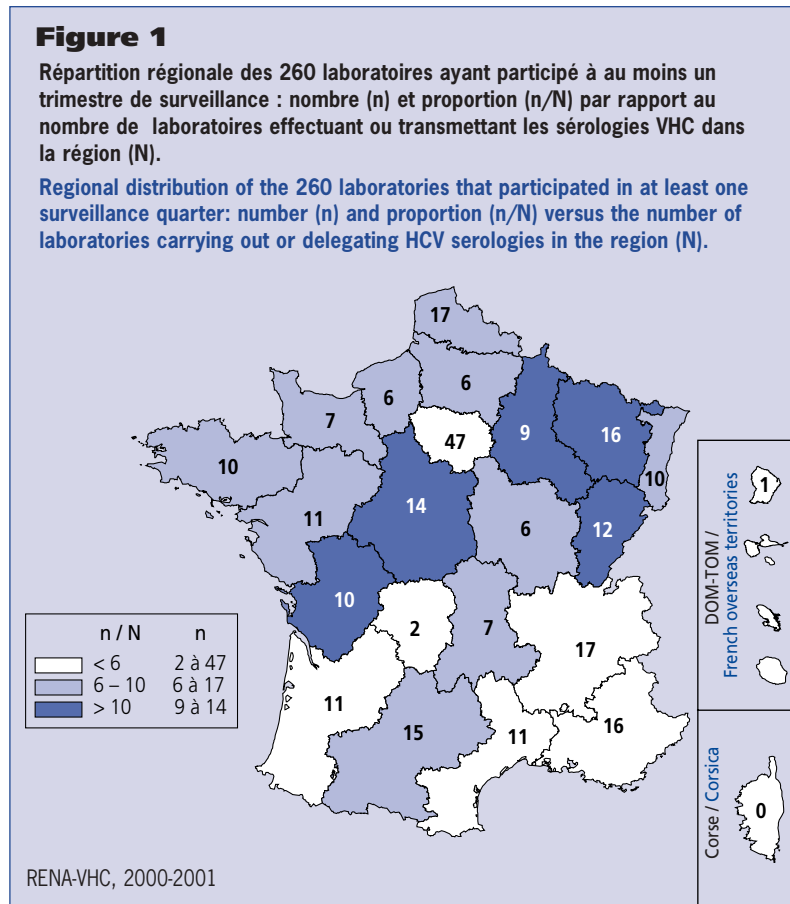 Figure 1
Répartition régionale des 260 laboratoires ayant participé à au moins un
trimestre de surveillance : nombre (n) et proportion (n/N) par rapport au
nombre de laboratoires effectuant ou transmettant les sérologies VHC dans
la région (N).
Regional distribution of the 260 laboratories that participated in at least one
surveillance quarter: number (n) and proportion (n/N) versus the number of
laboratories carrying out or delegating HCV serologies in the region (N).
17
6
6
7
47
9
16
10
10
11
14
6
12
10
2
7
17
11
15
11
16
n / N n
< 6 2 à 47
6 – 10 6 à 17
> 10 9 à 14
DOM-TOM /
French overseas territories
1
Corse / Corsica
0
RENA-VHC, 2000-2001